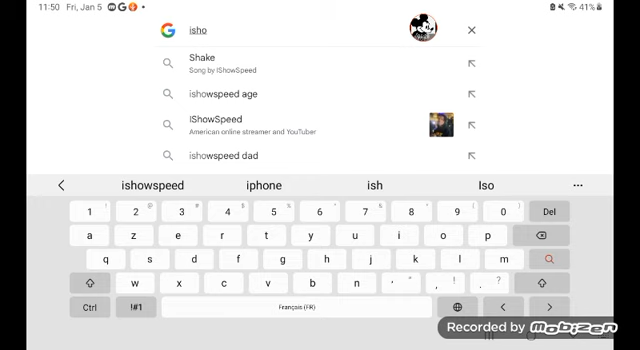 11:50 Fri, Jan 5 41%
isho
Shake
Song by IShowSpeed
ishowspeed age
IShowSpeed
American online streamer and YouTuber
ishowspeed dad
ishowspeed iphone ish Iso ...
1 2 3 4 5 6 7 8 9 0 Del
a z e r t y u i o p
q s d f g h j k l m
w x c v b n ' , ! . ?
Ctrl !#1 Français (FR)
Recorded by MOBIZEN